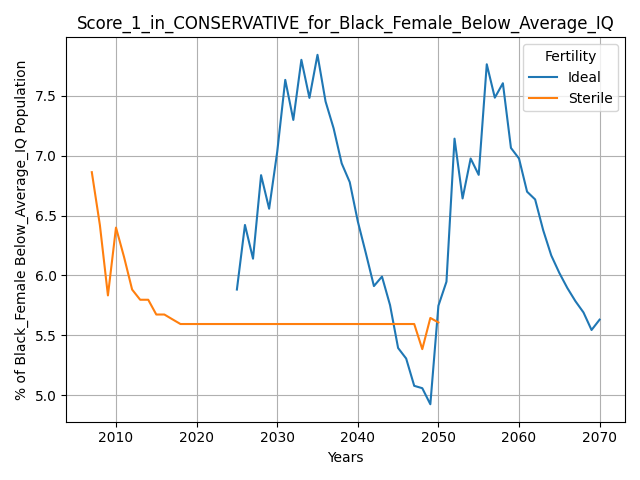 Score_1_in_CONSERVATIVE_for_Black_Female_Below_Average_IQ
% of Black_Female Below_Average_IQ Population
7.5
7.0
6.5
6.0
5.5
5.0
Fertility
Ideal
Sterile
2010 2020 2030 2040 2050 2060 2070
Years